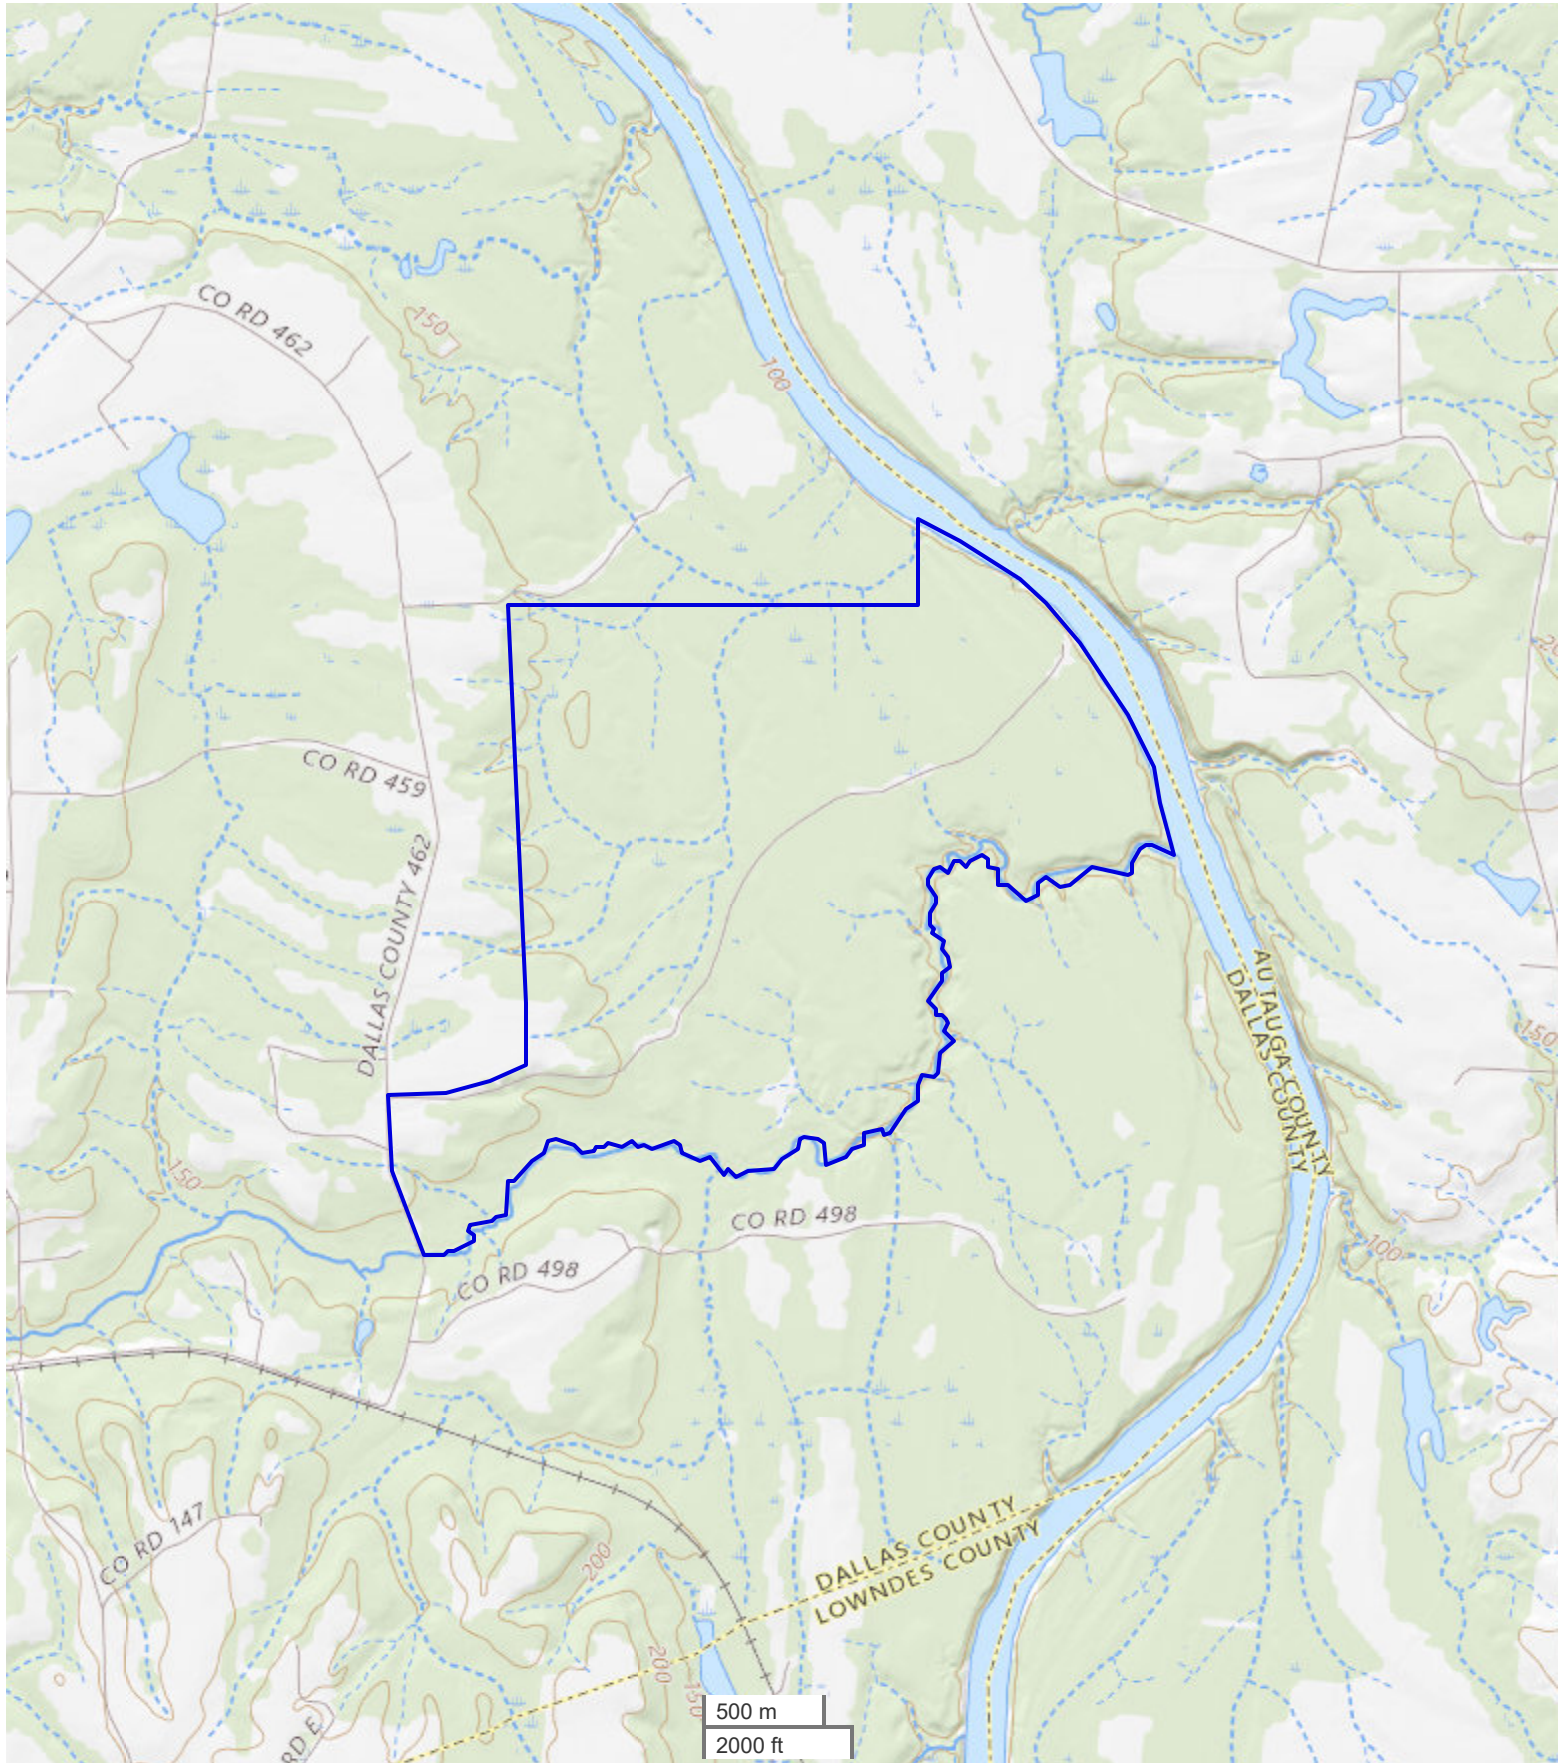 CO RD 462
150
100
CO RD 459
DALLAS COUNTY 462
AUTAUGA COUNTY
DALLAS COUNTY
150
150
CO RD 498
100
CO RD 498
CO RD 147
DALLAS COUNTY
LOWNDES COUNTY
200
200
150
RD E
500 m
2000 ft